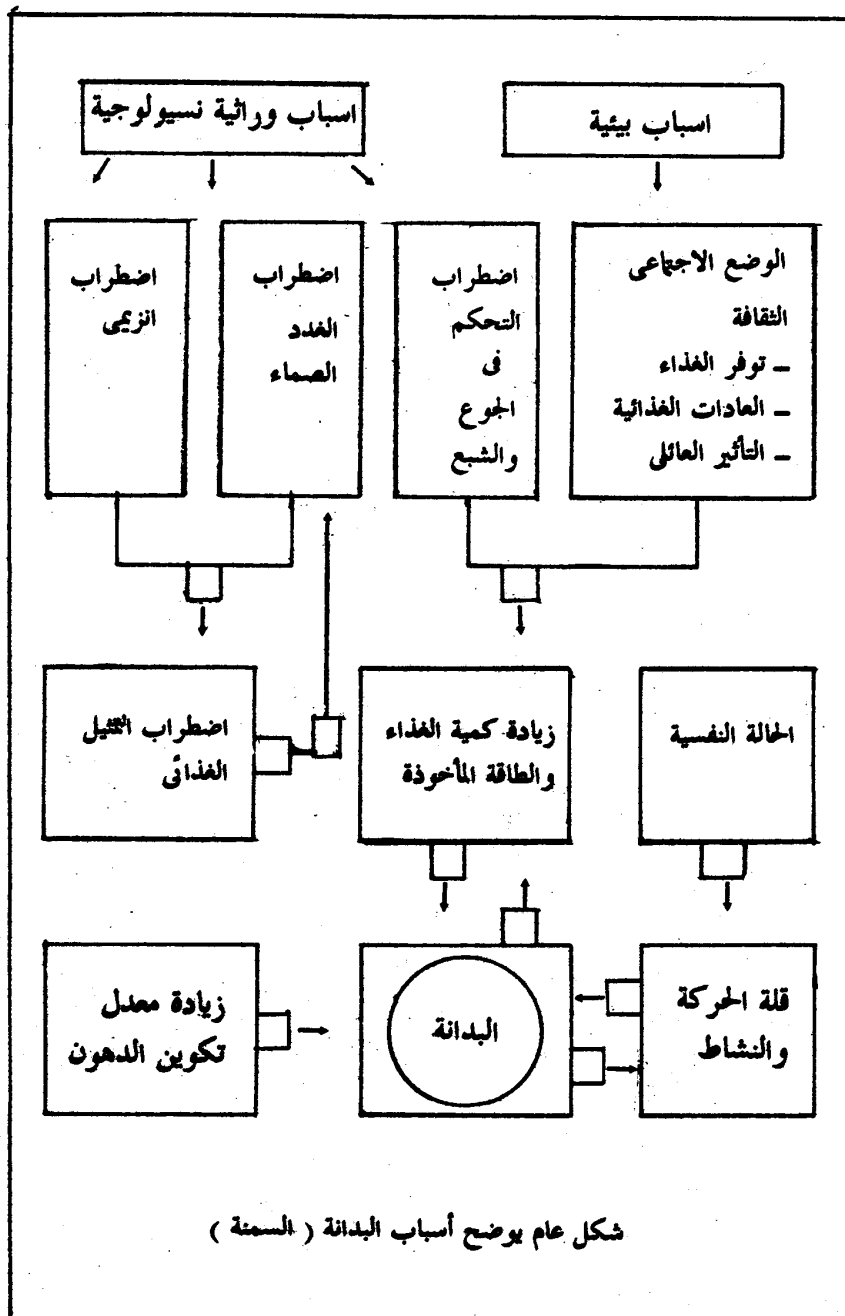 اسباب بيئية
اسباب وراثية نسيولوجية
الوضع الاجتماعى
الثقافة
– توفر الغذاء
– العادات الغذائية
– التأثير العائلى
اضطراب
التحكم
فى
الجوع
والشبع
اضطراب
الغدد
الصماء
اضطراب
انزيمى
الحالة النفسية
زيادة كمية الغذاء
والطاقة المأخوذة
اضطراب التمثيل
الغذائى
قلة الحركة
والنشاط
البدانة
زيادة معدل
تكوين الدهون
شكل عام يوضح أسباب البدانة ( السمنة )